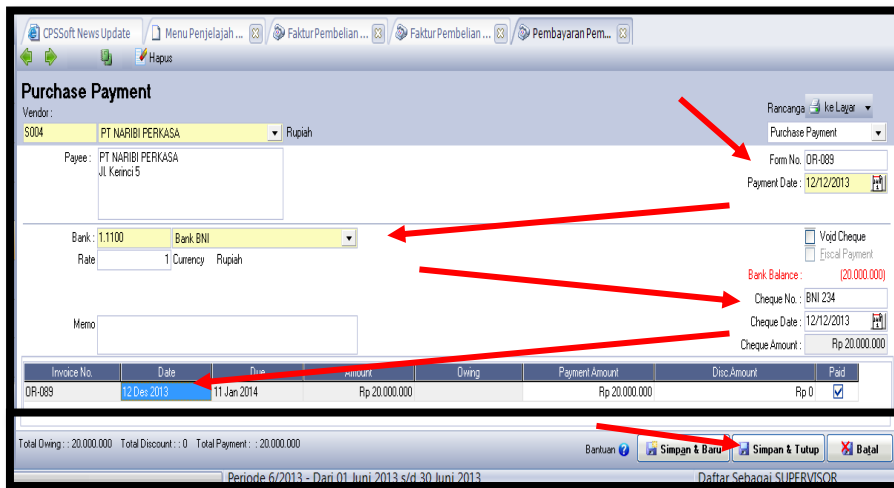 CPSSoft News Update Menu Penjelajah ... Faktur Pembelian ... Faktur Pembelian ... Pembayaran Pem...
Hapus
Purchase Payment
Vendor :
Rancanga ke Layar
S004 PT NARIBI PERKASA Rupiah
Purchase Payment
Payee : PT NARIBI PERKASA
Jl. Kerinci 5
Form No. OR-089
Payment Date : 12/12/2013
Bank : 1.1100 Bank BNI
Void Cheque
Rate 1 Currency Rupiah
Fiscal Payment
Bank Balance : (20.000.000)
Cheque No. : BNI 234
Memo
Cheque Date : 12/12/2013
Cheque Amount : Rp 20.000.000
Invoice No. Date Due Amount Owing Payment Amount Disc.Amount Paid
OR-089 12 Des 2013 11 Jan 2014 Rp 20.000.000 Rp 20.000.000 Rp 0
Total Owing : : 20.000.000 Total Discount : : 0 Total Payment : : 20.000.000
Bantuan Simpan & Baru Simpan & Tutup Batal
Periode 6/2013 - Dari 01 Juni 2013 s/d 30 Juni 2013 Daftar Sebagai SUPERVISOR